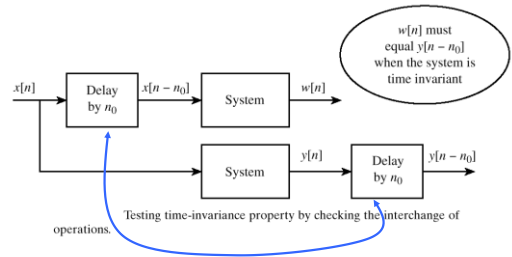 w[n] must
equal y[n − n₀]
when the system is
time invariant
x[n]
Delay
by n₀
x[n − n₀]
System
w[n]
System
y[n]
Delay
by n₀
y[n − n₀]
Testing time-invariance property by checking the interchange of
operations.